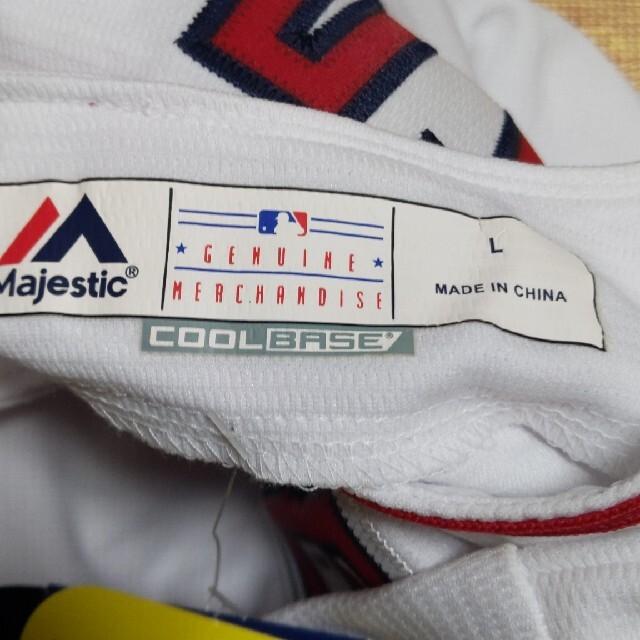 Majestic®
GENUINE
MERCHANDISE
L
MADE IN CHINA
COOLBASE